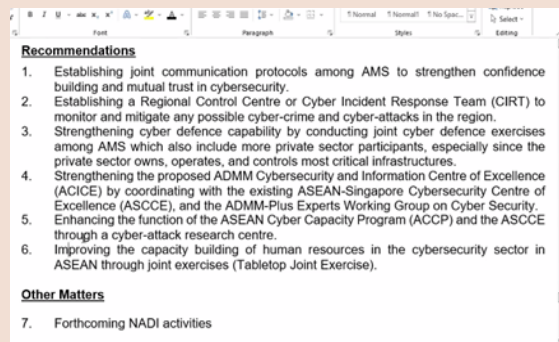 Font
Paragraph
Styles
Editing
¶ Normal ¶ Normal1 ¶ No Spac...
Select
Recommendations
1. Establishing joint communication protocols among AMS to strengthen confidence
building and mutual trust in cybersecurity.
2. Establishing a Regional Control Centre or Cyber Incident Response Team (CIRT) to
monitor and mitigate any possible cyber-crime and cyber-attacks in the region.
3. Strengthening cyber defence capability by conducting joint cyber defence exercises
among AMS which also include more private sector participants, especially since the
private sector owns, operates, and controls most critical infrastructures.
4. Strengthening the proposed ADMM Cybersecurity and Information Centre of Excellence
(ACICE) by coordinating with the existing ASEAN-Singapore Cybersecurity Centre of
Excellence (ASCCE), and the ADMM-Plus Experts Working Group on Cyber Security.
5. Enhancing the function of the ASEAN Cyber Capacity Program (ACCP) and the ASCCE
through a cyber-attack research centre.
6. Improving the capacity building of human resources in the cybersecurity sector in
ASEAN through joint exercises (Tabletop Joint Exercise).
Other Matters
7. Forthcoming NADI activities